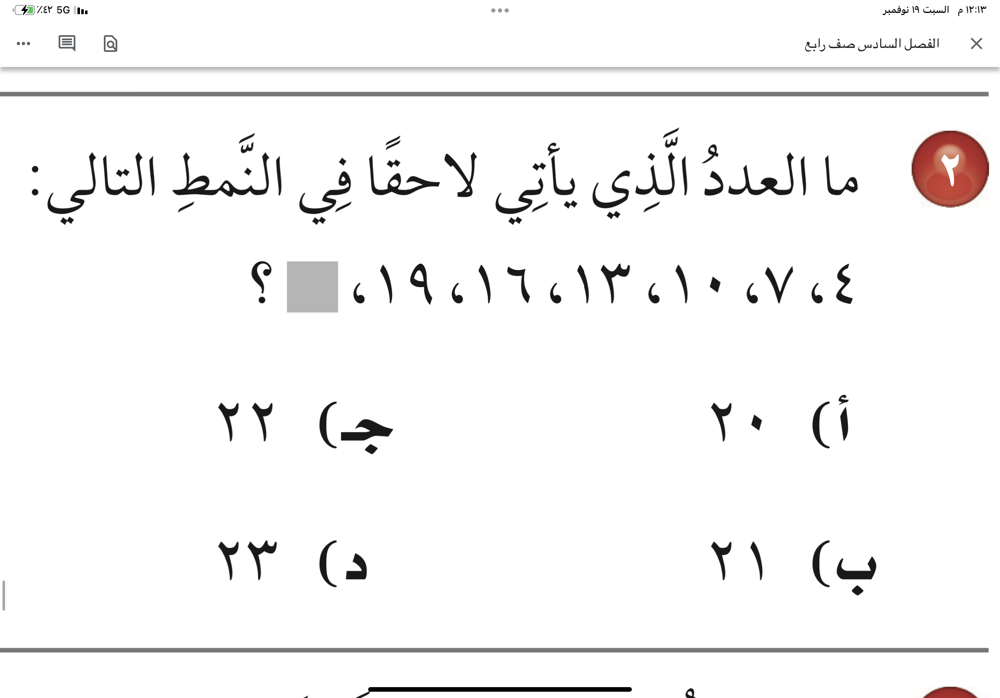 ١٢:١٣ م السبت ١٩ نوفمبر 5G ٤٢٪
الفصل السادس صف رابع
٢ ما العددُ الَّذِي يأتِي لاحقًا فِي النَّمطِ التالي :
٤، ٧، ١٠، ١٣، ١٦، ١٩، ؟
أ) ٢٠ جـ) ٢٢
ب) ٢١ د) ٢٣